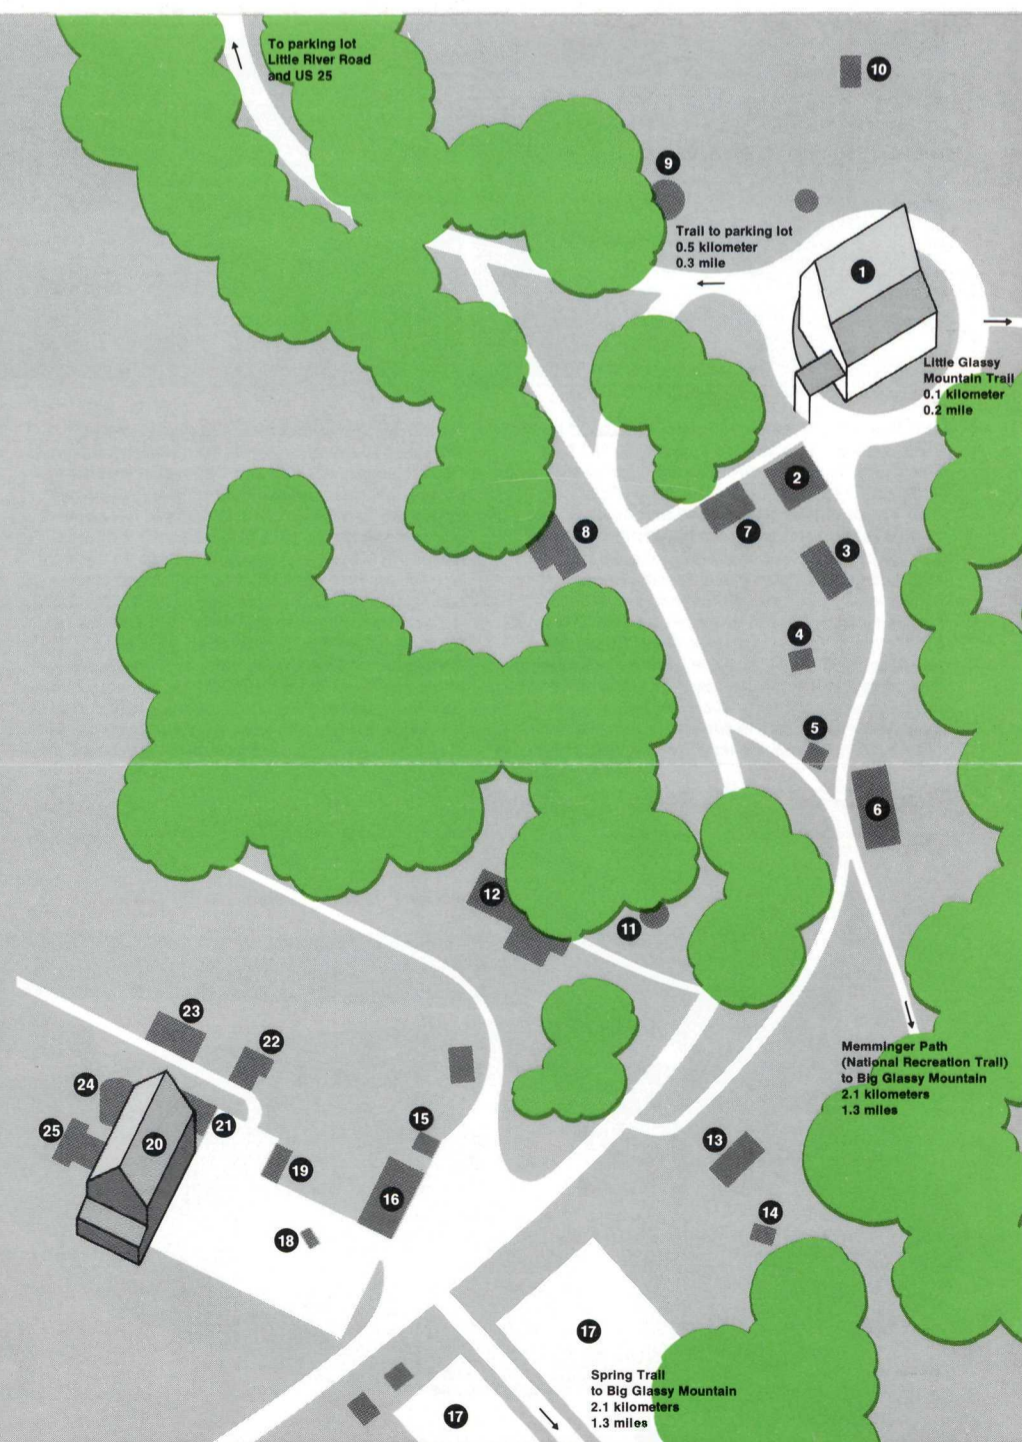 To parking lot
Little River Road
and US 25
10
9
Trail to parking lot
0.5 kilometer
0.3 mile
1
Little Glassy
Mountain Trail
0.1 kilometer
0.2 mile
2
7
8
3
4
5
6
12
11
23
22
Memminger Path
(National Recreation Trail)
to Big Glassy Mountain
2.1 kilometers
1.3 miles
24
21
15
25
20
13
19
16
14
18
17
Spring Trail
to Big Glassy Mountain
2.1 kilometers
1.3 miles
17